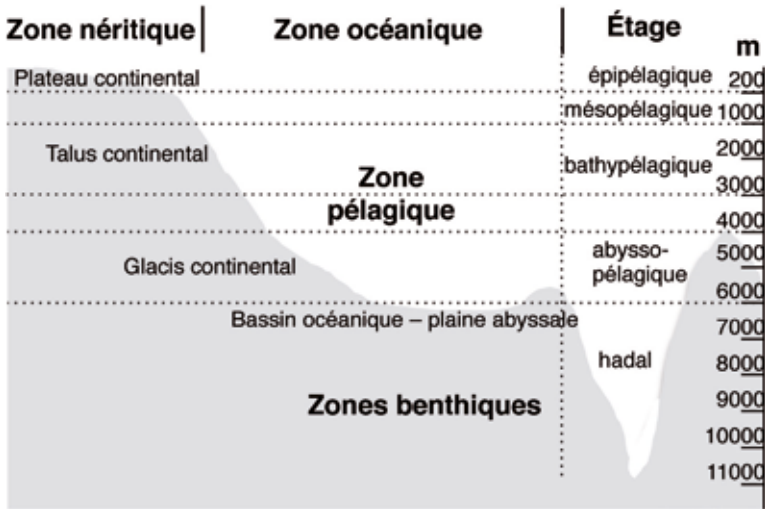 Zone néritique
Zone océanique
Étage
m
Plateau continental
épipélagique
200
mésopélagique
1000
Talus continental
bathypélagique
2000
3000
Zone
pélagique
4000
Glacis continental
abysso-
pélagique
5000
6000
Bassin océanique – plaine abyssale
7000
hadal
8000
Zones benthiques
9000
10000
11000